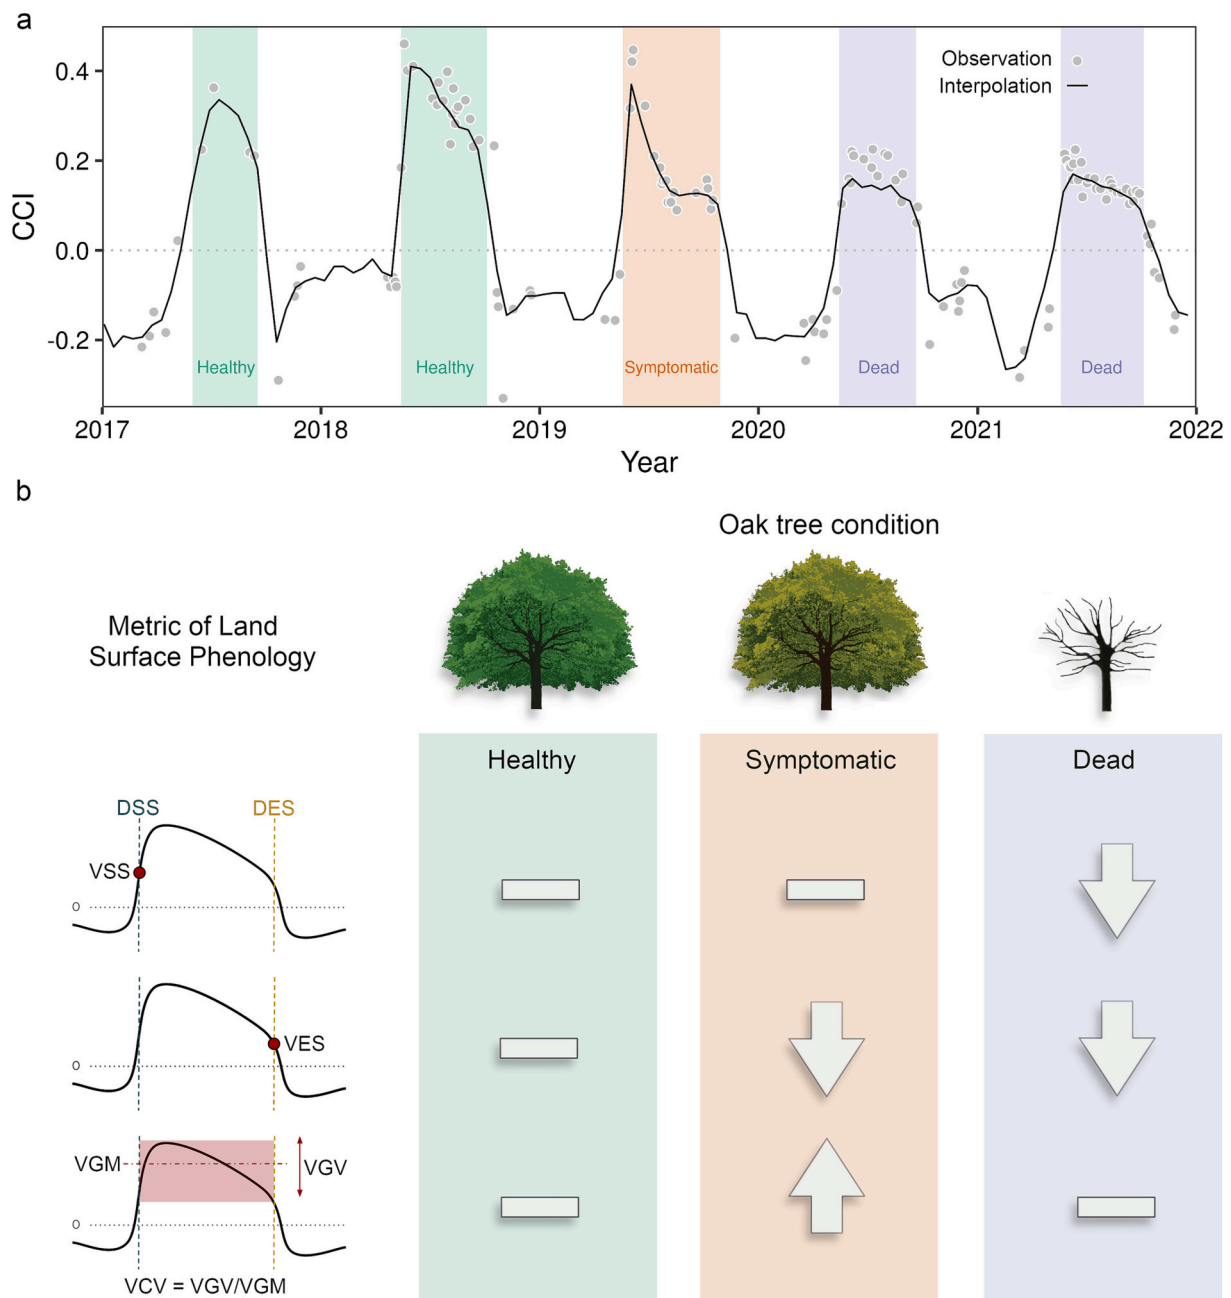 a
CCI
0.4
0.2
0.0
-0.2
Observation
Interpolation
Healthy
Healthy
Symptomatic
Dead
Dead
2017
2018
2019
2020
2021
2022
Year
b
Oak tree condition
Metric of Land
Surface Phenology
Healthy
Symptomatic
Dead
DSS
DES
VSS
0
VES
0
VGM
VGV
0
VCV = VGV/VGM